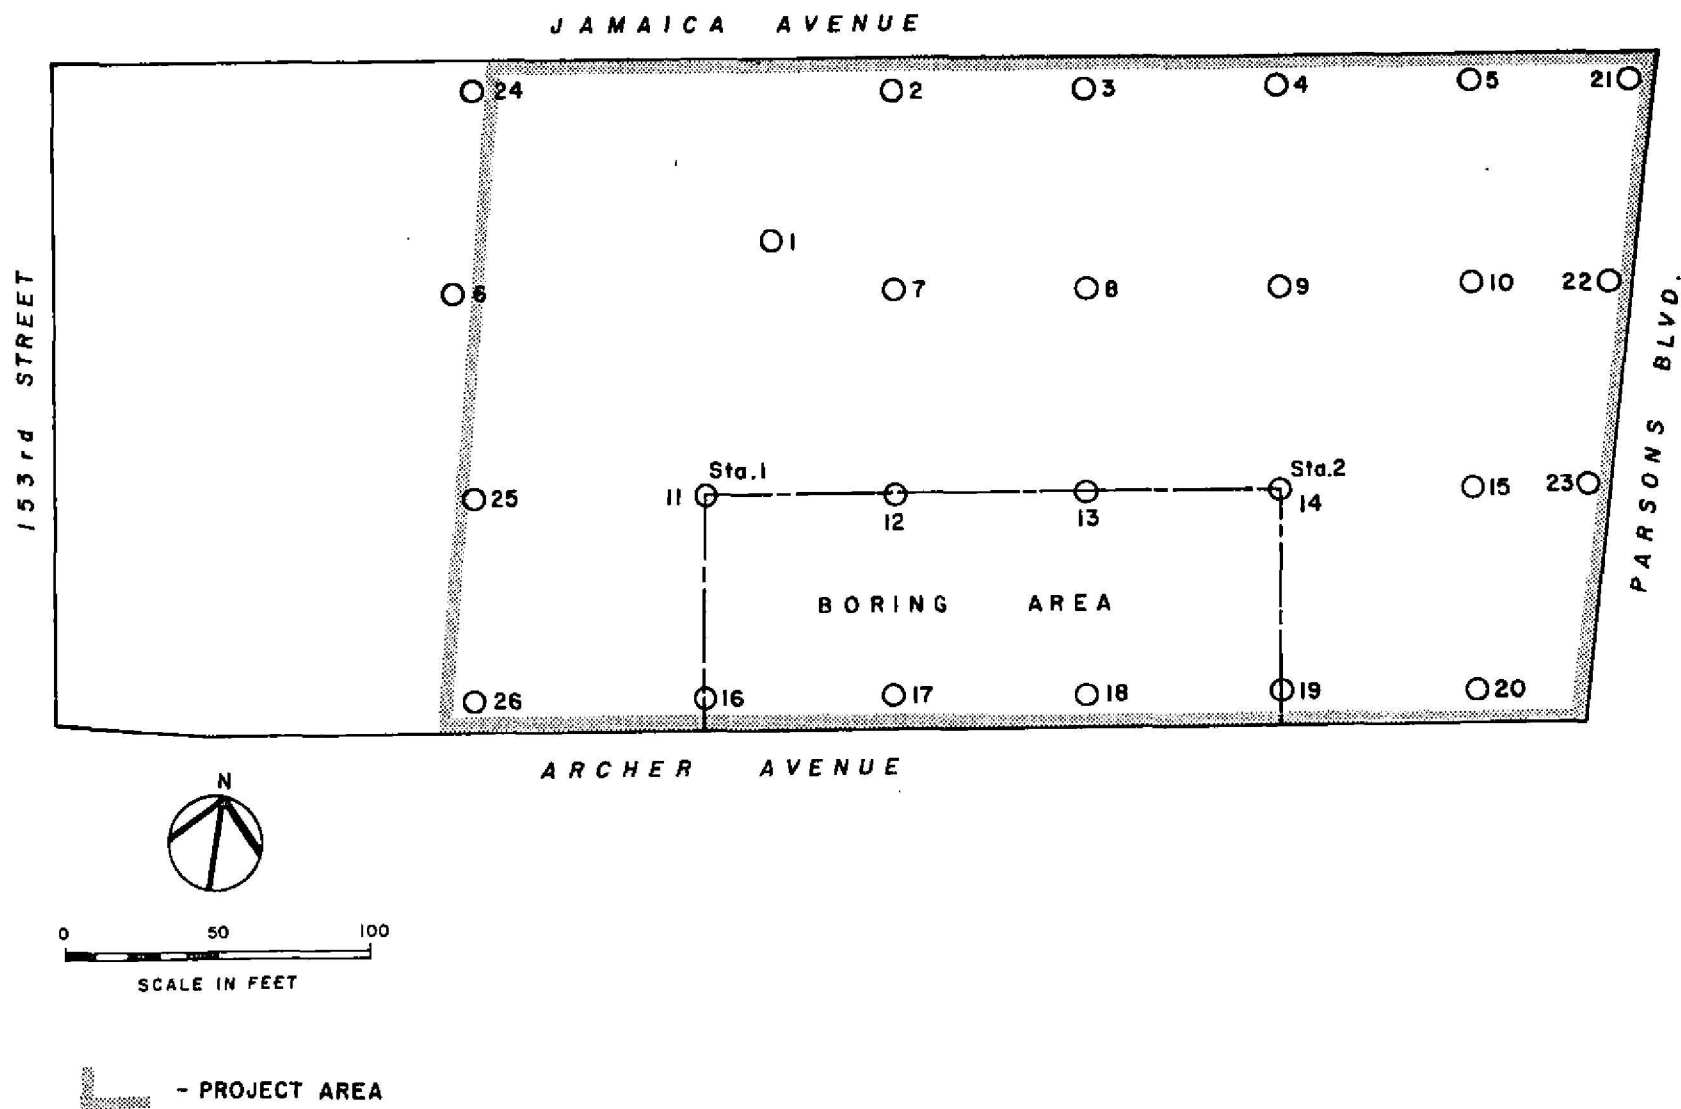 JAMAICA AVENUE
24
2
3
4
5
21
1
6
7
8
9
10
22
153rd STREET
PARSONS BLVD.
Sta.1
Sta.2
11
25
12
13
14
15
23
BORING AREA
26
16
17
18
19
20
ARCHER AVENUE
N
0 50 100
SCALE IN FEET
- PROJECT AREA